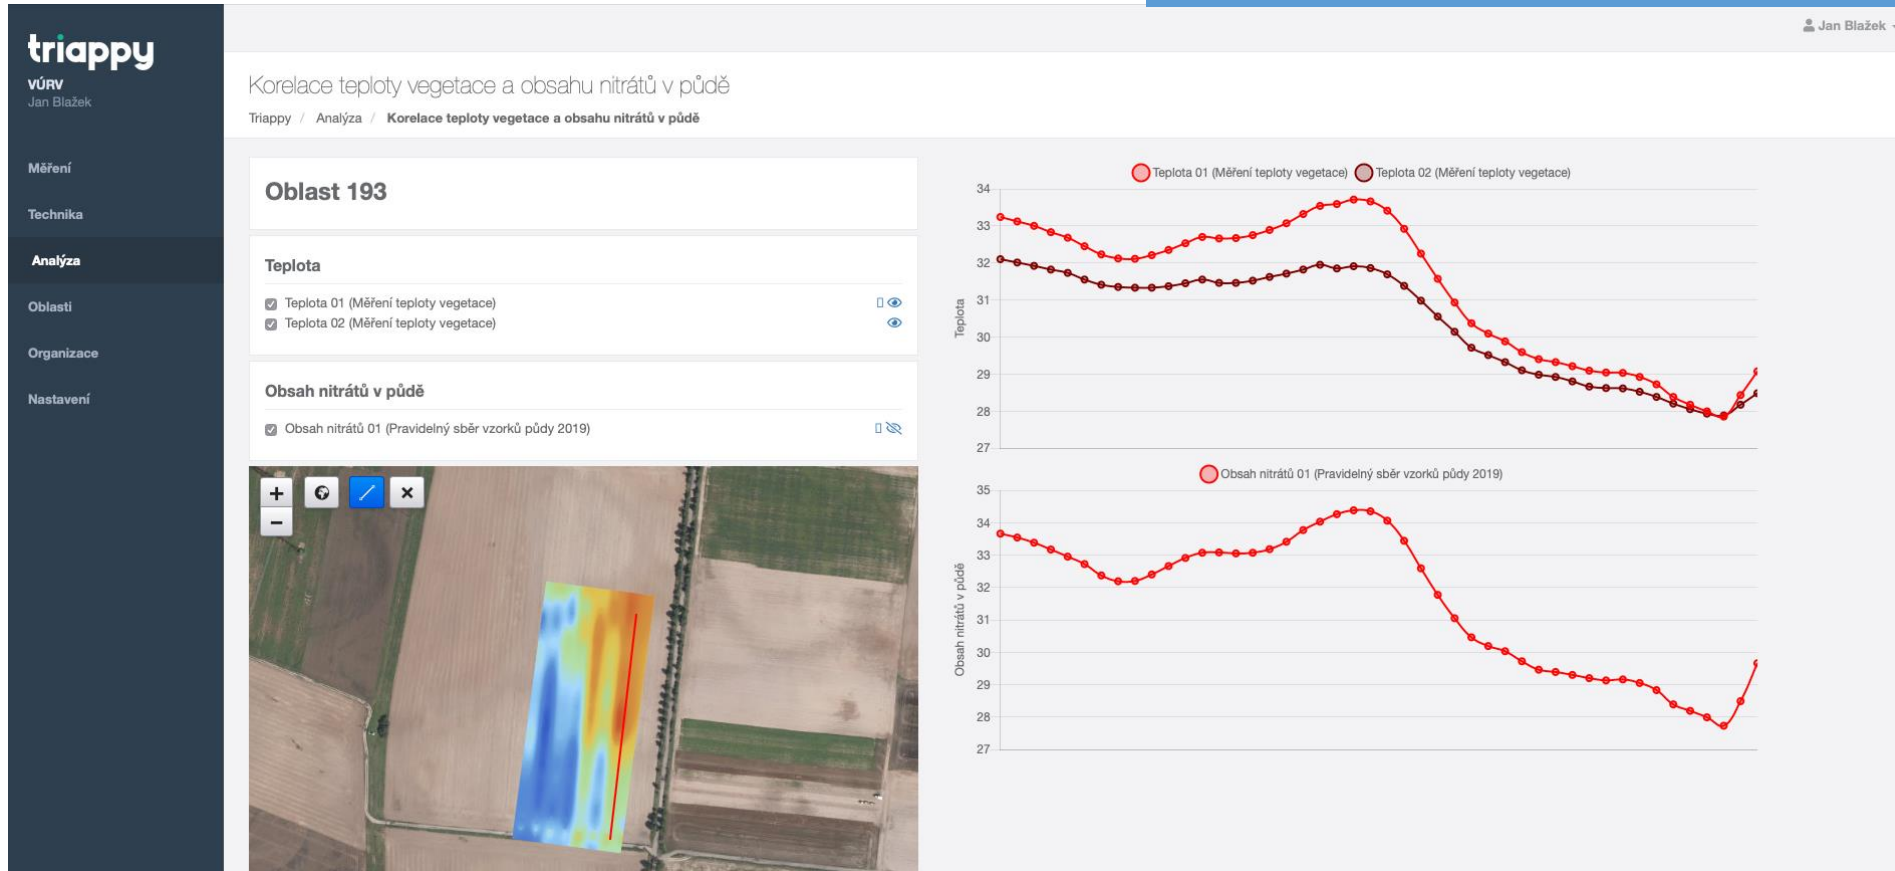 triappy
VÚRV
Jan Blažek
Měření
Technika
Analýza
Oblasti
Organizace
Nastavení
Jan Blažek
Korelace teploty vegetace a obsahu nitrátů v půdě
Triappy / Analýza / Korelace teploty vegetace a obsahu nitrátů v půdě
Oblast 193
Teplota
Teplota 01 (Měření teploty vegetace)
Teplota 02 (Měření teploty vegetace)
Obsah nitrátů v půdě
Obsah nitrátů 01 (Pravidelný sběr vzorků půdy 2019)
+
−
Teplota 01 (Měření teploty vegetace) Teplota 02 (Měření teploty vegetace)
34
33
32
31
30
29
28
27
Teplota
Obsah nitrátů 01 (Pravidelný sběr vzorků půdy 2019)
35
34
33
32
31
30
29
28
27
Obsah nitrátů v půdě